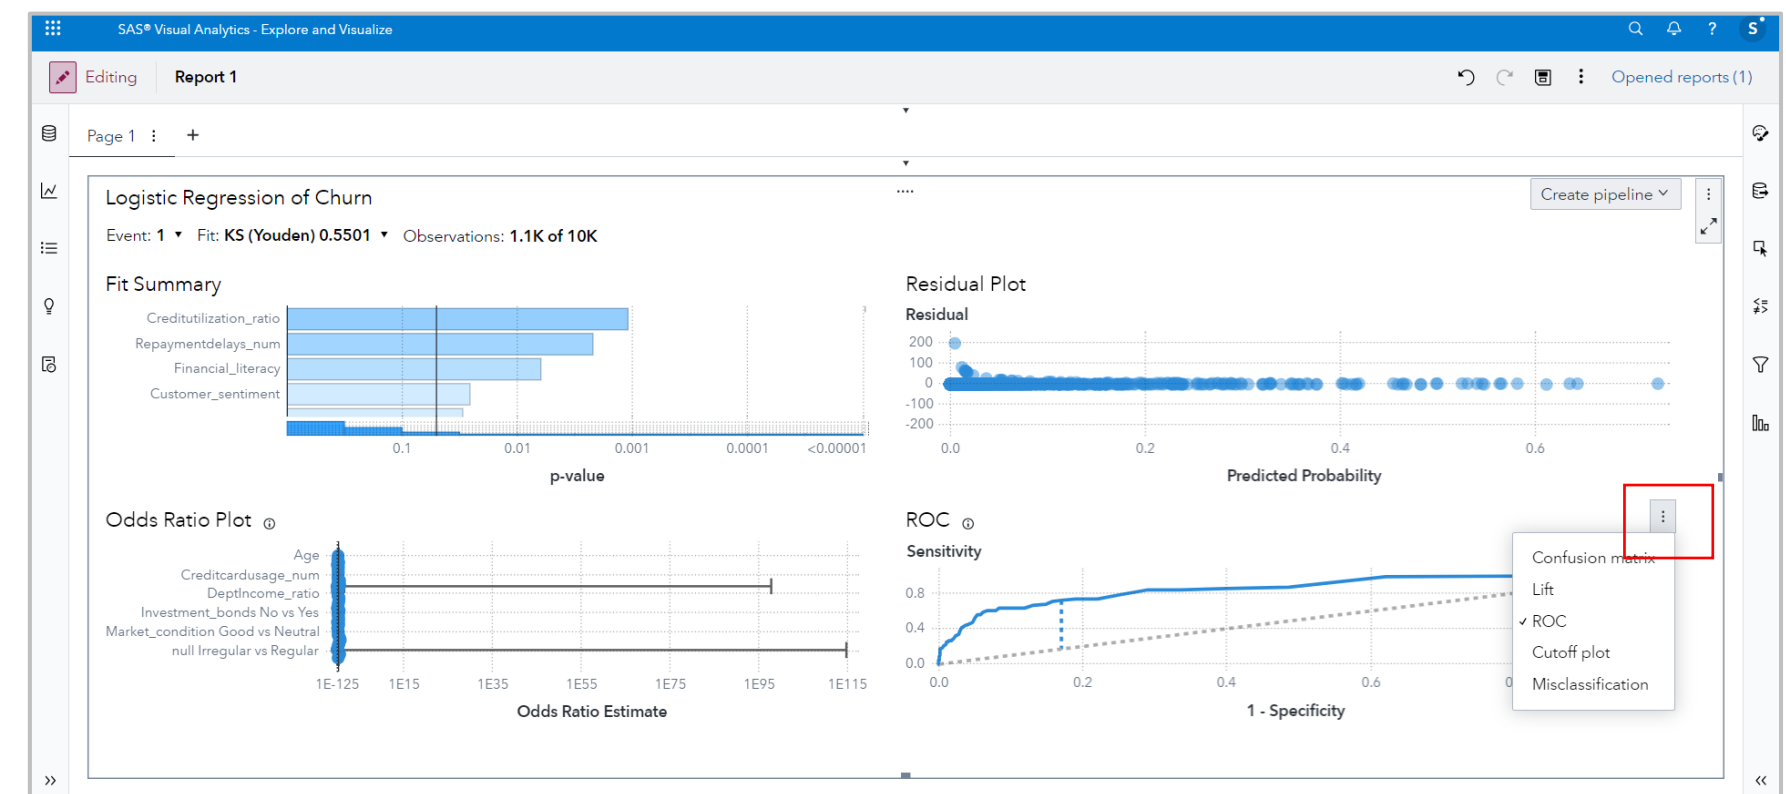 SAS® Visual Analytics - Explore and Visualize
?
S
Editing
Report 1
Opened reports (1)
Page 1
+
Logistic Regression of Churn
Create pipeline
Event: 1 Fit: KS (Youden) 0.5501 Observations: 1.1K of 10K
Fit Summary
Creditutilization_ratio
Repaymentdelays_num
Financial_literacy
Customer_sentiment
0.1 0.01 0.001 0.0001 <0.00001
p-value
Residual Plot
Residual
200
100
0
-100
-200
0.0 0.2 0.4 0.6
Predicted Probability
Odds Ratio Plot
Age
Creditcardusage_num
DeptIncome_ratio
Investment_bonds No vs Yes
Market_condition Good vs Neutral
null Irregular vs Regular
1E-125 1E15 1E35 1E55 1E75 1E95 1E115
Odds Ratio Estimate
ROC
Sensitivity
0.8
0.4
0.0
0.0 0.2 0.4 0.6 0
1 - Specificity
Confusion matrix
Lift
ROC
Cutoff plot
Misclassification